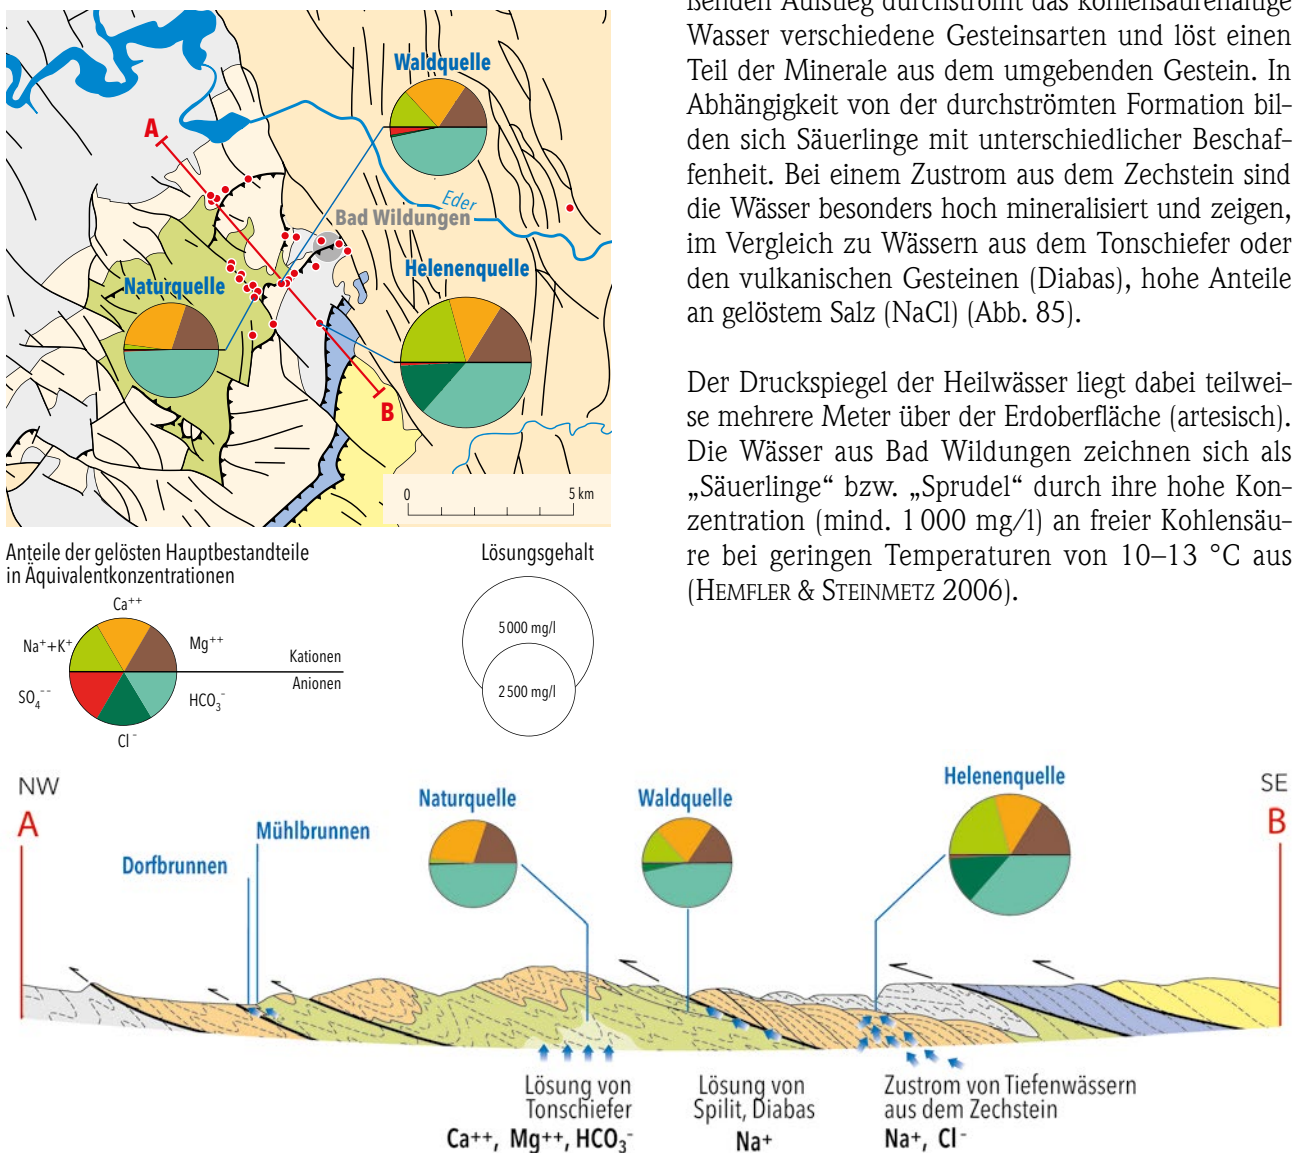 ßenden Aufstieg durchströmt das kohlensäurehaltige
Wasser verschiedene Gesteinsarten und löst einen
Teil der Minerale aus dem umgebenden Gestein. In
Abhängigkeit von der durchströmten Formation bil-
den sich Säuerlinge mit unterschiedlicher Beschaf-
fenheit. Bei einem Zustrom aus dem Zechstein sind
die Wässer besonders hoch mineralisiert und zeigen,
im Vergleich zu Wässern aus dem Tonschiefer oder
den vulkanischen Gesteinen (Diabas), hohe Anteile
an gelöstem Salz (NaCl) (Abb. 85).
Der Druckspiegel der Heilwässer liegt dabei teilwei-
se mehrere Meter über der Erdoberfläche (artesisch).
Die Wässer aus Bad Wildungen zeichnen sich als
„Säuerlinge“ bzw. „Sprudel“ durch ihre hohe Kon-
zentration (mind. 1000 mg/l) an freier Kohlensäu-
re bei geringen Temperaturen von 10–13 °C aus
(HEMFLER & STEINMETZ 2006).
Waldquelle
A
Eder
Bad Wildungen
Helenenquelle
Naturquelle
B
0 5 km
Anteile der gelösten Hauptbestandteile
in Äquivalentkonzentrationen
Ca++
Na++K+
Mg++
Kationen
Anionen
SO4--
HCO3-
Cl-
Lösungsgehalt
5000 mg/l
2500 mg/l
NW
SE
A
B
Dorfbrunnen
Mühlbrunnen
Naturquelle
Waldquelle
Helenenquelle
Lösung von
Tonschiefer
Ca++, Mg++, HCO3-
Lösung von
Spilit, Diabas
Na+
Zustrom von Tiefenwässern
aus dem Zechstein
Na+, Cl-